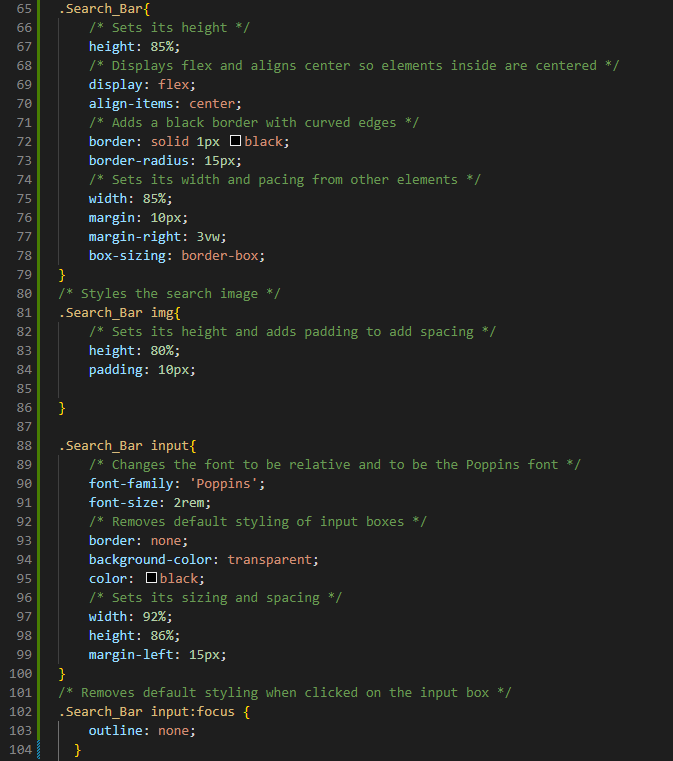 65 .Search_Bar{
66 /* Sets its height */
67 height: 85%;
68 /* Displays flex and aligns center so elements inside are centered */
69 display: flex;
70 align-items: center;
71 /* Adds a black border with curved edges */
72 border: solid 1px black;
73 border-radius: 15px;
74 /* Sets its width and pacing from other elements */
75 width: 85%;
76 margin: 10px;
77 margin-right: 3vw;
78 box-sizing: border-box;
79 }
80 /* Styles the search image */
81 .Search_Bar img{
82 /* Sets its height and adds padding to add spacing */
83 height: 80%;
84 padding: 10px;
85
86 }
87
88 .Search_Bar input{
89 /* Changes the font to be relative and to be the Poppins font */
90 font-family: 'Poppins';
91 font-size: 2rem;
92 /* Removes default styling of input boxes */
93 border: none;
94 background-color: transparent;
95 color: black;
96 /* Sets its sizing and spacing */
97 width: 92%;
98 height: 86%;
99 margin-left: 15px;
100 }
101 /* Removes default styling when clicked on the input box */
102 .Search_Bar input:focus {
103 outline: none;
104 }